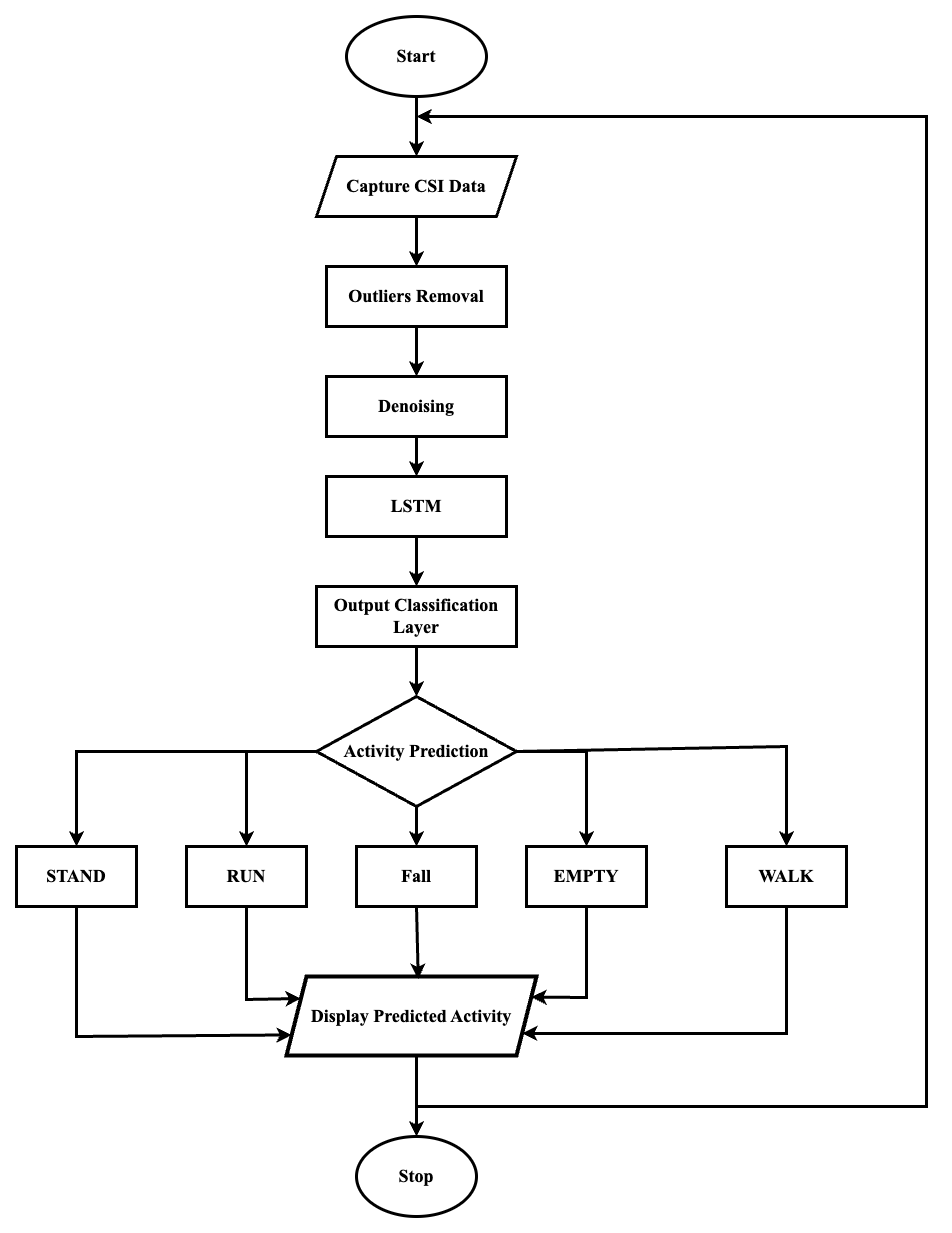 Start
Capture CSI Data
Outliers Removal
Denoising
LSTM
Output Classification
Layer
Activity Prediction
STAND
RUN
Fall
EMPTY
WALK
Display Predicted Activity
Stop